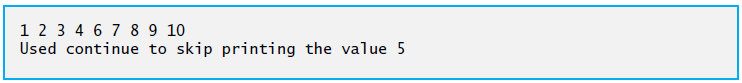 1 2 3 4 6 7 8 9 10
Used continue to skip printing the value 5